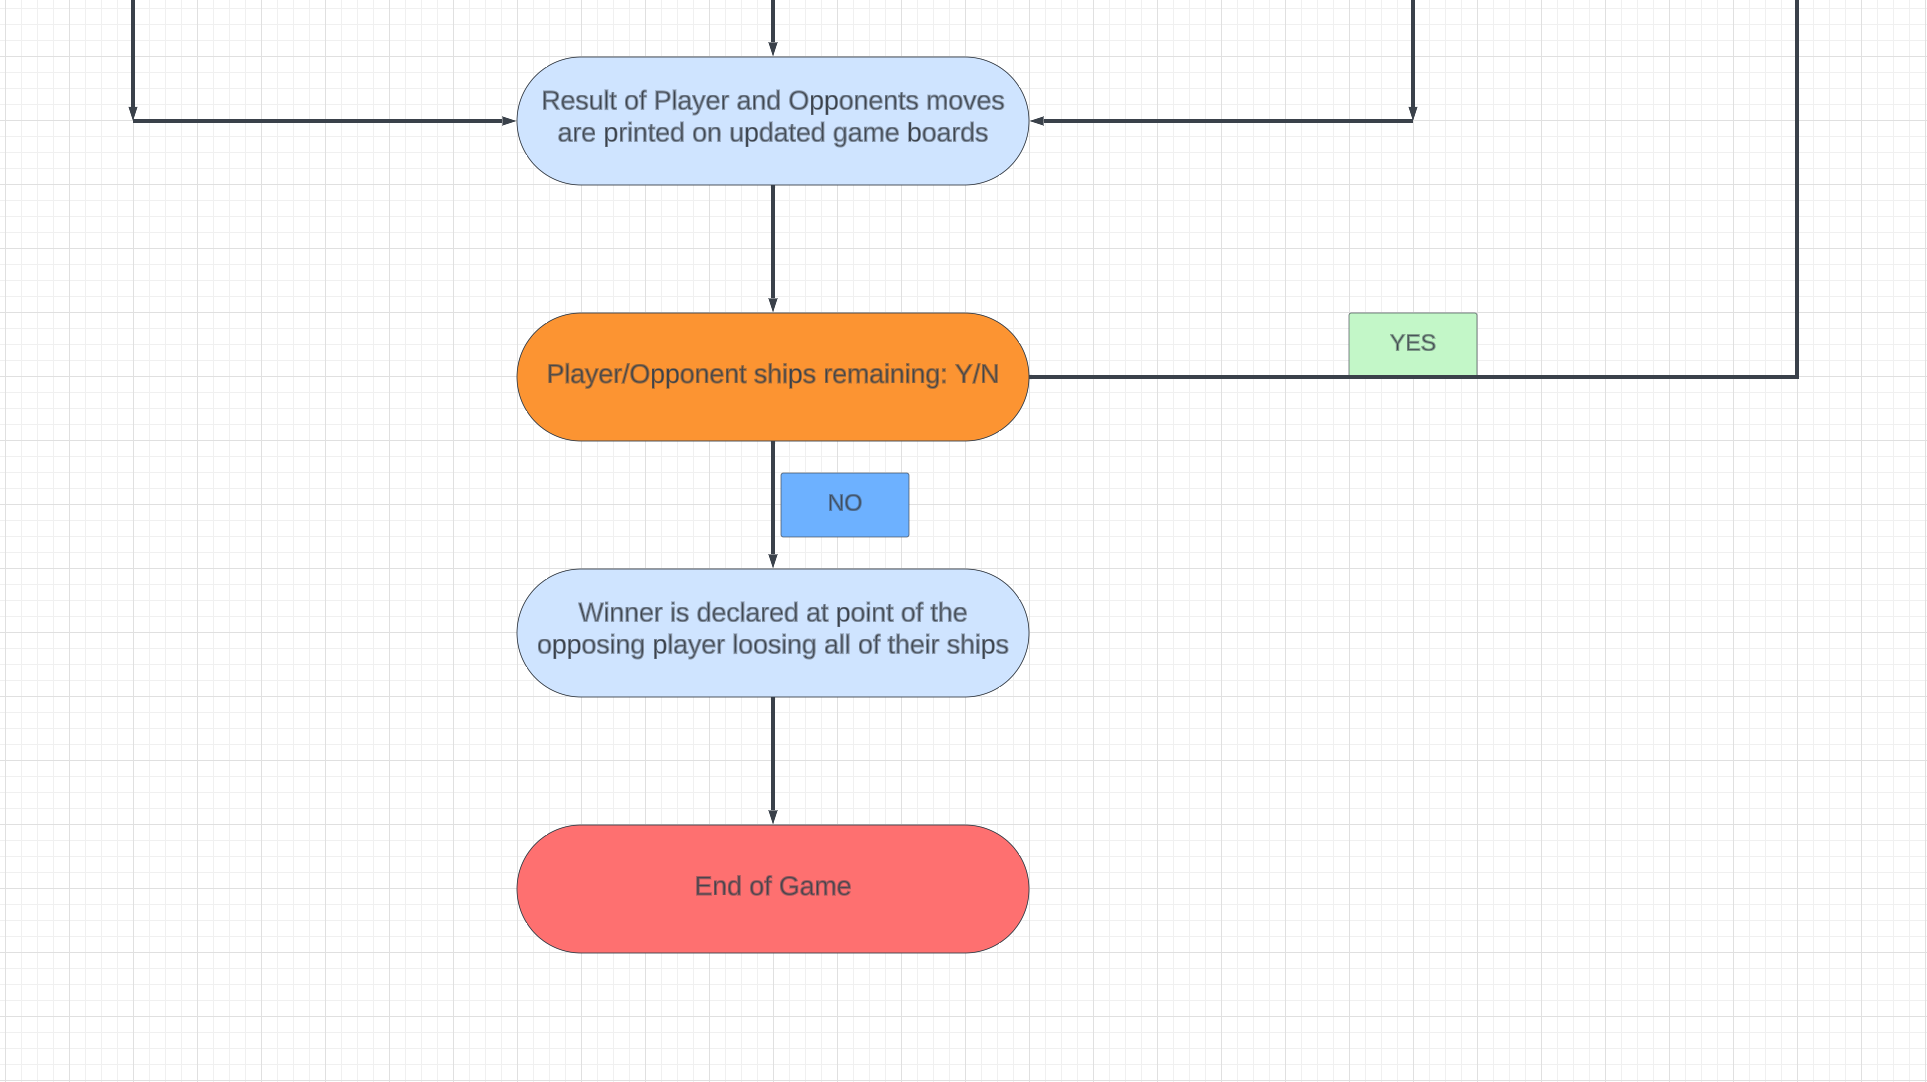 Result of Player and Opponents moves
are printed on updated game boards
Player/Opponent ships remaining: Y/N
YES
NO
Winner is declared at point of the
opposing player loosing all of their ships
End of Game